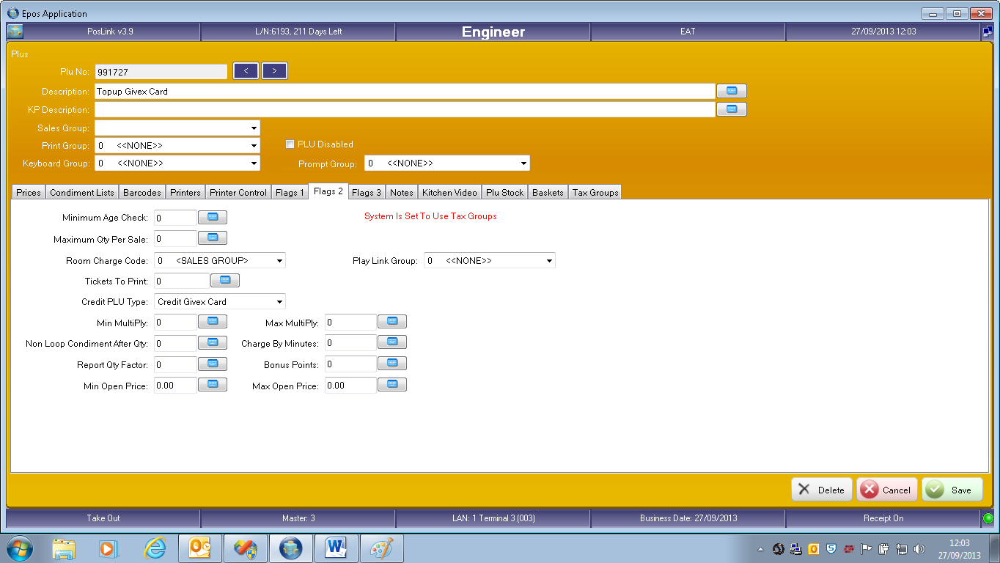 Epos Application
PosLink v3.9 L/N:6193, 211 Days Left Engineer EAT 27/09/2013 12:03
Plus
Plu No: 991727 < >
Description: Topup Givex Card
KP Description:
Sales Group:
Print Group: 0 <<NONE>> PLU Disabled
Keyboard Group: 0 <<NONE>> Prompt Group: 0 <<NONE>>
Prices Condiment Lists Barcodes Printers Printer Control Flags 1 Flags 2 Flags 3 Notes Kitchen Video Plu Stock Baskets Tax Groups
Minimum Age Check: 0 System Is Set To Use Tax Groups
Maximum Qty Per Sale: 0
Room Charge Code: 0 <SALES GROUP> Play Link Group: 0 <<NONE>>
Tickets To Print: 0
Credit PLU Type: Credit Givex Card
Min MultiPly: 0 Max MultiPly: 0
Non Loop Condiment After Qty: 0 Charge By Minutes: 0
Report Qty Factor: 0 Bonus Points: 0
Min Open Price: 0.00 Max Open Price: 0.00
Delete Cancel Save
Take Out Master: 3 LAN: 1 Terminal 3 (003) Business Date: 27/09/2013 Receipt On
12:03
27/09/2013